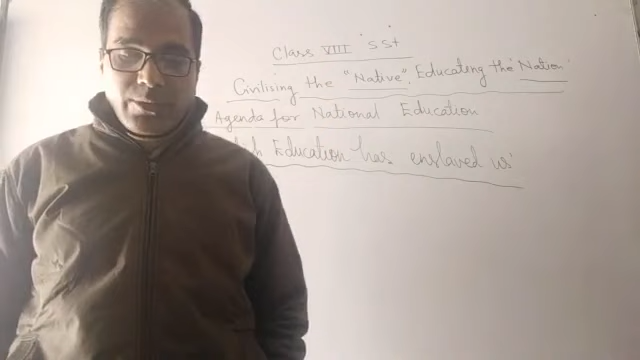 Class VIII 'SSt
Civilising the "Native", Educating the Nation
Agenda for National Education
Education has enslaved us'